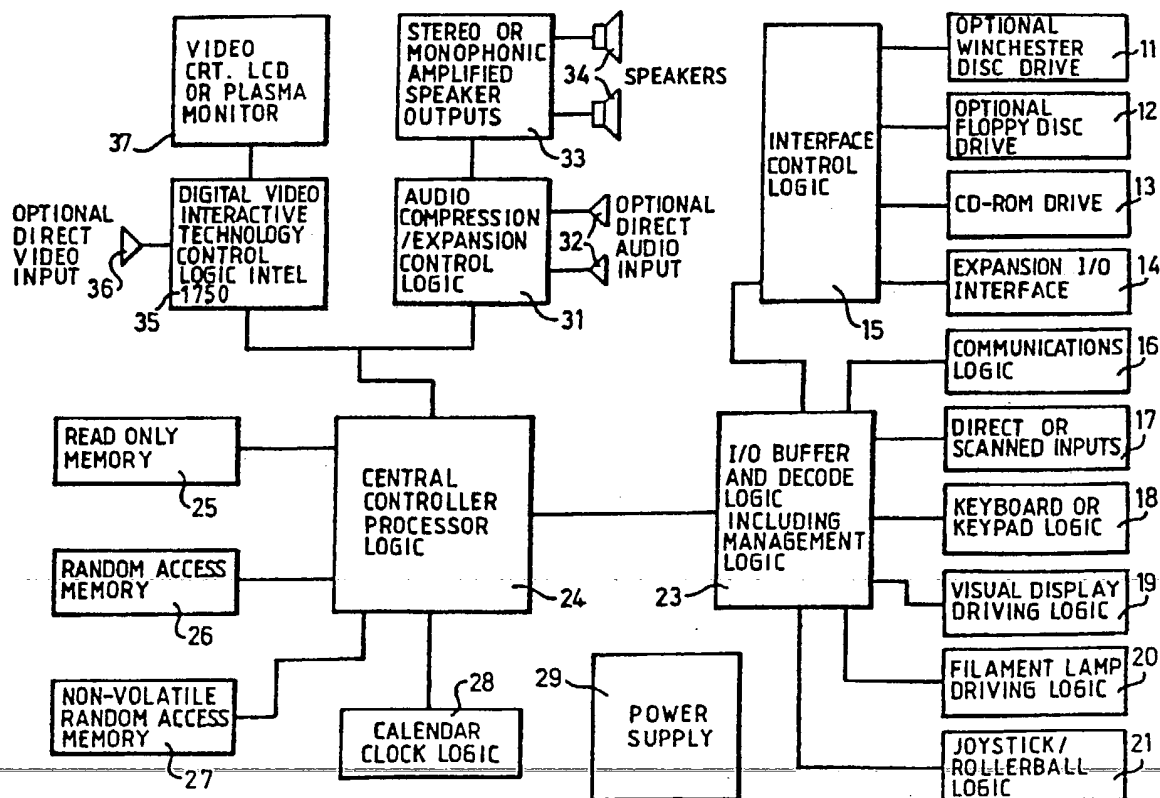 VIDEO
CRT. LCD
OR PLASMA
MONITOR
37
STEREO OR
MONOPHONIC
AMPLIFIED
SPEAKER
OUTPUTS
33
34 SPEAKERS
OPTIONAL
DIRECT
VIDEO
INPUT
36
DIGITAL VIDEO
INTERACTIVE
TECHNOLOGY
CONTROL
LOGIC INTEL
1750
35
AUDIO
COMPRESSION
/EXPANSION
CONTROL
LOGIC
31
32
OPTIONAL
DIRECT
AUDIO
INPUT
INTERFACE
CONTROL
LOGIC
15
OPTIONAL
WINCHESTER
DISC DRIVE
11
OPTIONAL
FLOPPY DISC
DRIVE
12
CD-ROM DRIVE
13
EXPANSION I/O
INTERFACE
14
COMMUNICATIONS
LOGIC
16
DIRECT OR
SCANNED INPUTS
17
KEYBOARD OR
KEYPAD LOGIC
18
VISUAL DISPLAY
DRIVING LOGIC
19
FILAMENT LAMP
DRIVING LOGIC
20
JOYSTICK/
ROLLERBALL
LOGIC
21
READ ONLY
MEMORY
25
RANDOM ACCESS
MEMORY
26
NON-VOLATILE
RANDOM ACCESS
MEMORY
27
CENTRAL
CONTROLLER
PROCESSOR
LOGIC
24
I/O BUFFER
AND DECODE
LOGIC
INCLUDING
MANAGEMENT
LOGIC
23
28
CALENDAR
CLOCK LOGIC
29
POWER
SUPPLY